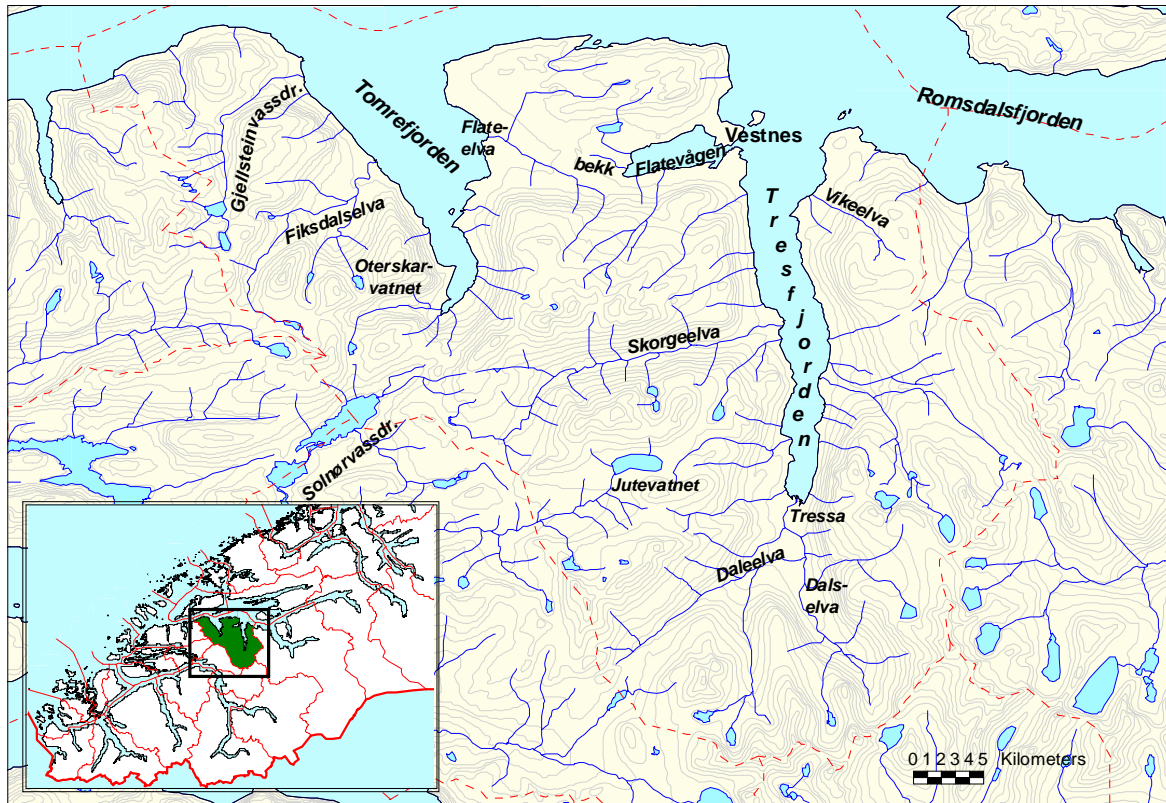 Romsdalsfjorden
Gjellsteinvassdr.
Tomrefjorden
Flate-
elva
Vestnes
bekk
Flatevågen
Tresfjorden
Vikeelva
Fiksdalselva
Oterskar-
vatnet
Skorgeelva
Solnørvassdr.
Jutevatnet
Tressa
Daleelva
Dals-
elva
0 1 2 3 4 5 Kilometers